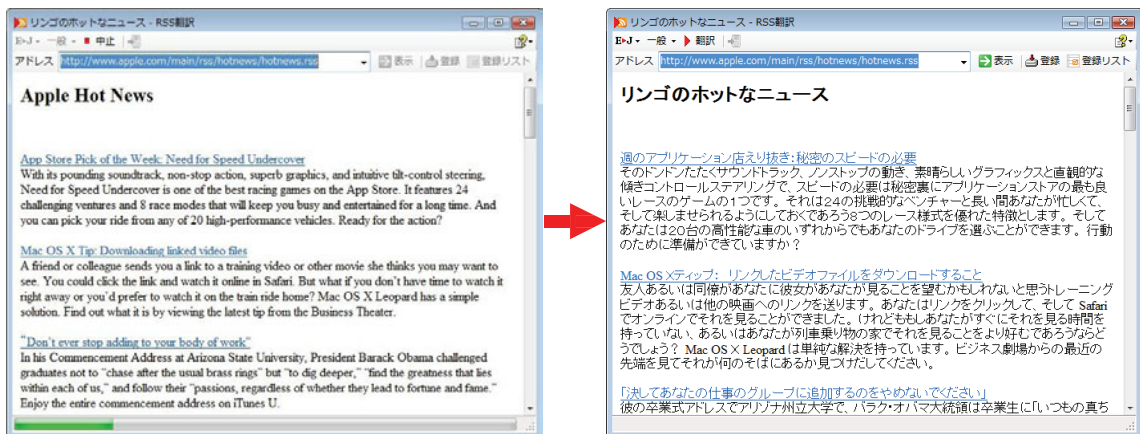 リンゴのホットなニュース - RSS翻訳
E▸J 一般 ■ 中止
アドレス http://www.apple.com/main/rss/hotnews/hotnews.rss 表示 登録 登録リスト
Apple Hot News
App Store Pick of the Week: Need for Speed Undercover
With its pounding soundtrack, non-stop action, superb graphics, and intuitive tilt-control steering,
Need for Speed Undercover is one of the best racing games on the App Store. It features 24
challenging ventures and 8 race modes that will keep you busy and entertained for a long time. And
you can pick your ride from any of 20 high-performance vehicles. Ready for the action?
Mac OS X Tip: Downloading linked video files
A friend or colleague sends you a link to a training video or other movie she thinks you may want to
see. You could click the link and watch it online in Safari. But what if you don't have time to watch it
right away or you'd prefer to watch it on the train ride home? Mac OS X Leopard has a simple
solution. Find out what it is by viewing the latest tip from the Business Theater.
"Don't ever stop adding to your body of work"
In his Commencement Address at Arizona State University, President Barack Obama challenged
graduates not to "chase after the usual brass rings" but "to dig deeper," "find the greatness that lies
within each of us," and follow their "passions, regardless of whether they lead to fortune and fame."
Enjoy the entire commencement address on iTunes U.
リンゴのホットなニュース - RSS翻訳
E▸J 一般 翻訳
アドレス http://www.apple.com/main/rss/hotnews/hotnews.rss 表示 登録 登録リスト
リンゴのホットなニュース
週のアプリケーション店えり抜き:秘密のスピードの必要
そのドンドンたたくサウンドトラック、ノンストップの動き、素晴らしいグラフィックスと直観的な
傾きコントロールステアリングで、スピードの必要は秘密裏にアプリケーションストアの最も良
いレースのゲームの1つです。それは24の挑戦的なベンチャーと長い間あなたが忙しくて、
そして楽しませられるようにしておくであろう8つのレース様式を優れた特徴とします。そして
あなたは20台の高性能な車のいずれからでもあなたのドライブを選ぶことができます。行動
のために準備ができていますか?
Mac OS Xティップ: リンクしたビデオファイルをダウンロードすること
友人あるいは同僚があなたに彼女があなたが見ることを望むかもしれないと思うトレーニング
ビデオあるいは他の映画へのリンクを送ります。あなたはリンクをクリックして、そして Safari
でオンラインでそれを見ることができました。けれどももしあなたがすぐにそれを見る時間を
持っていない、あるいはあなたが列車乗り物の家でそれを見ることをより好むであろうならど
うでしょう? Mac OS X Leopard は単純な解決を持っています。ビジネス劇場からの最近の
先端を見てそれが何のそばにあるか見つけだしてください。
「決してあなたの仕事のグループに追加するのをやめないでください」
彼の卒業式アドレスでアリゾナ州立大学で、バラク・オバマ大統領は卒業生に「いつもの真ち